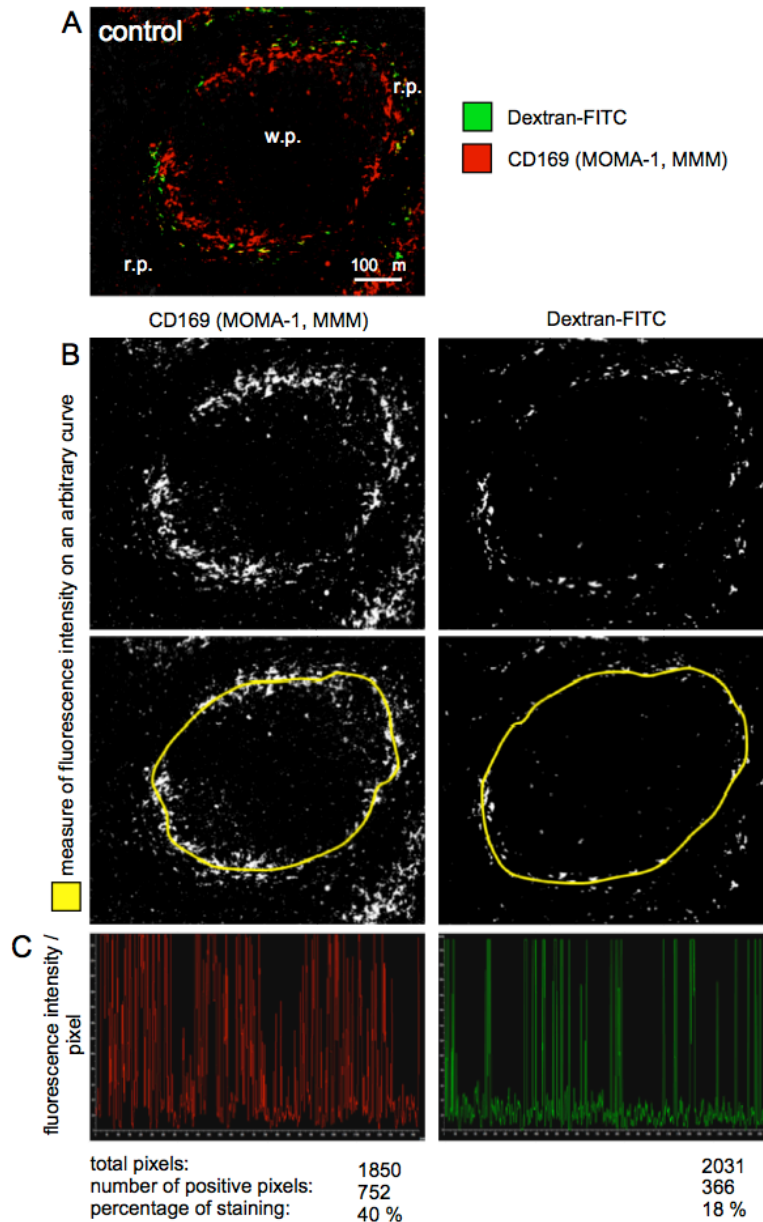 A
control
r.p.
w.p.
r.p.
100 m
Dextran-FITC
CD169 (MOMA-1, MMM)
CD169 (MOMA-1, MMM)
Dextran-FITC
B
measure of fluorescence intensity on an arbitrary curve
C
fluorescence intensity /
pixel
total pixels: 1850 2031
number of positive pixels: 752 366
percentage of staining: 40 % 18 %